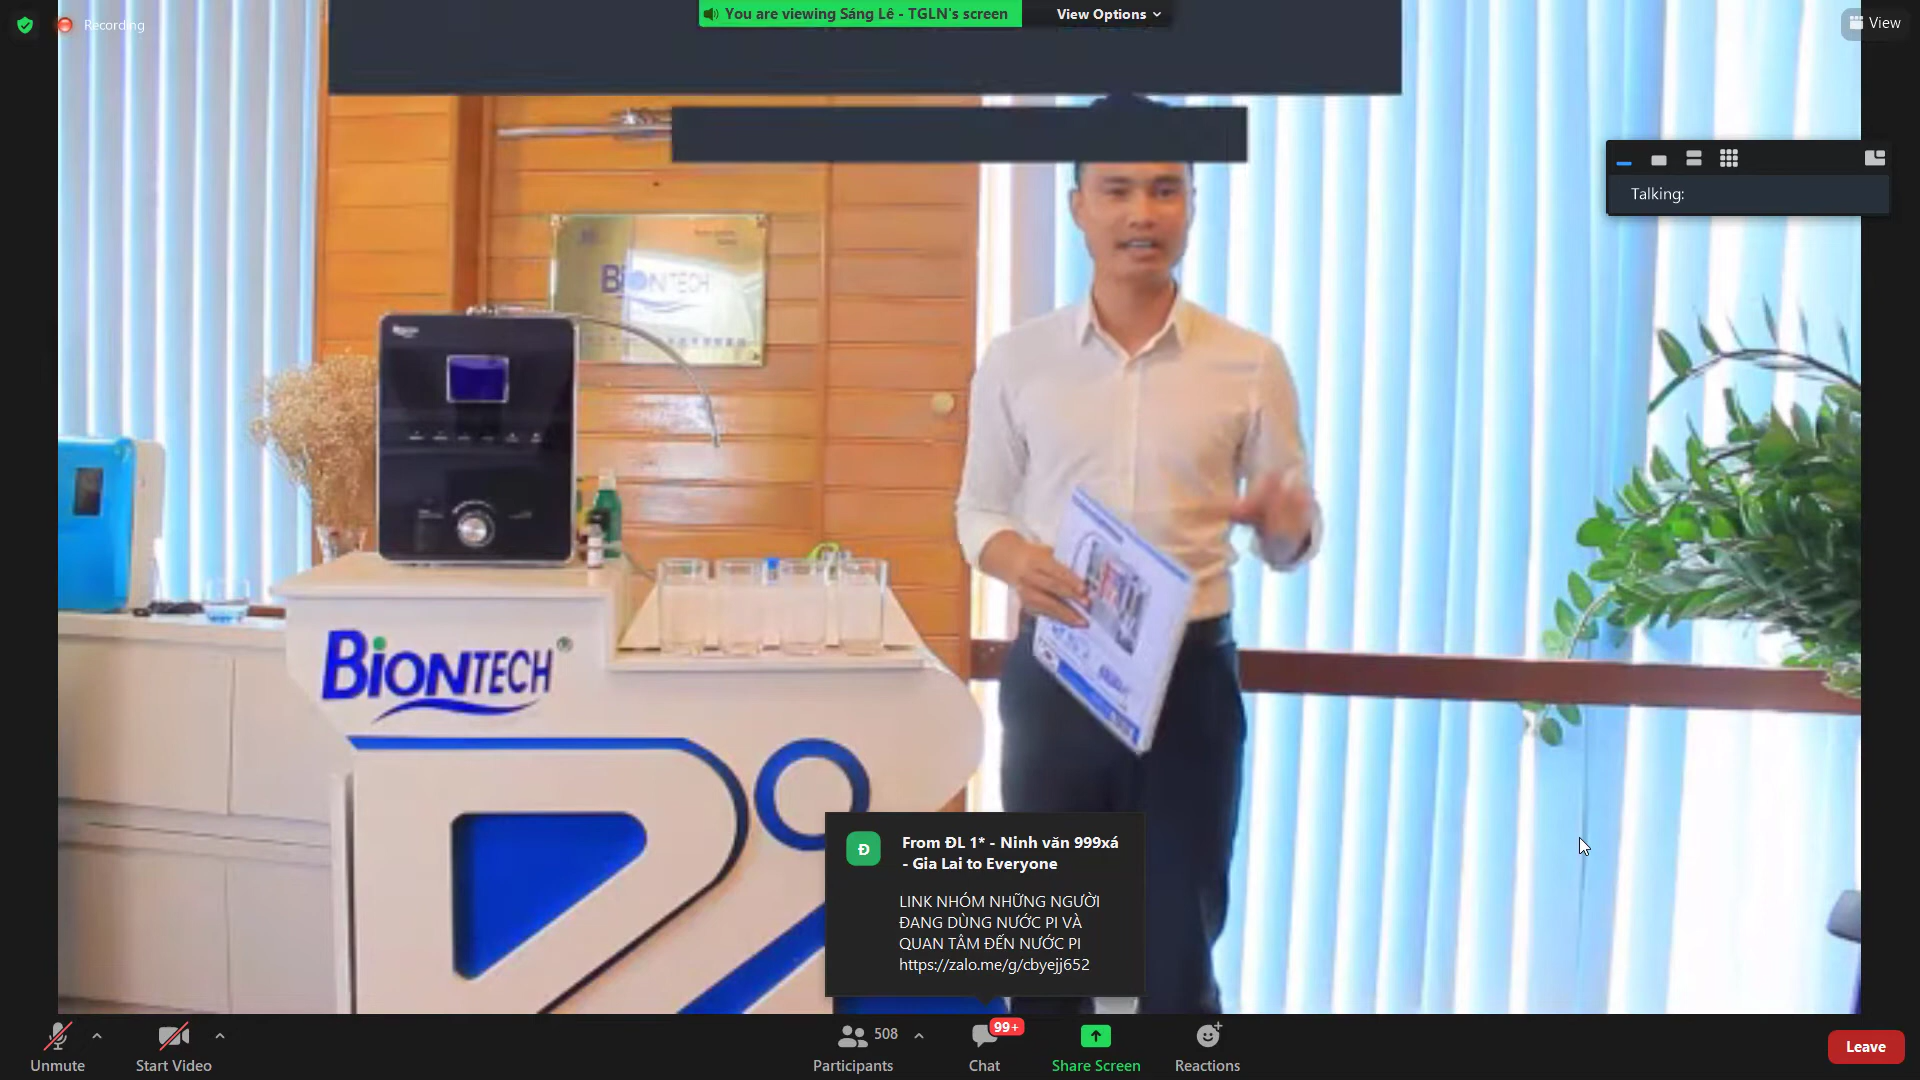 Recording
You are viewing Sáng Lê - TGLN's screen
View Options
View
Talking:
BIONTECH
BIONTECH®
Đ
From ĐL 1* - Ninh văn 999xá
- Gia Lai to Everyone
LINK NHÓM NHỮNG NGƯỜI
ĐANG DÙNG NƯỚC PI VÀ
QUAN TÂM ĐẾN NƯỚC PI
https://zalo.me/g/cbyejj652
Unmute
Start Video
508
Participants
99+
Chat
Share Screen
Reactions
Leave